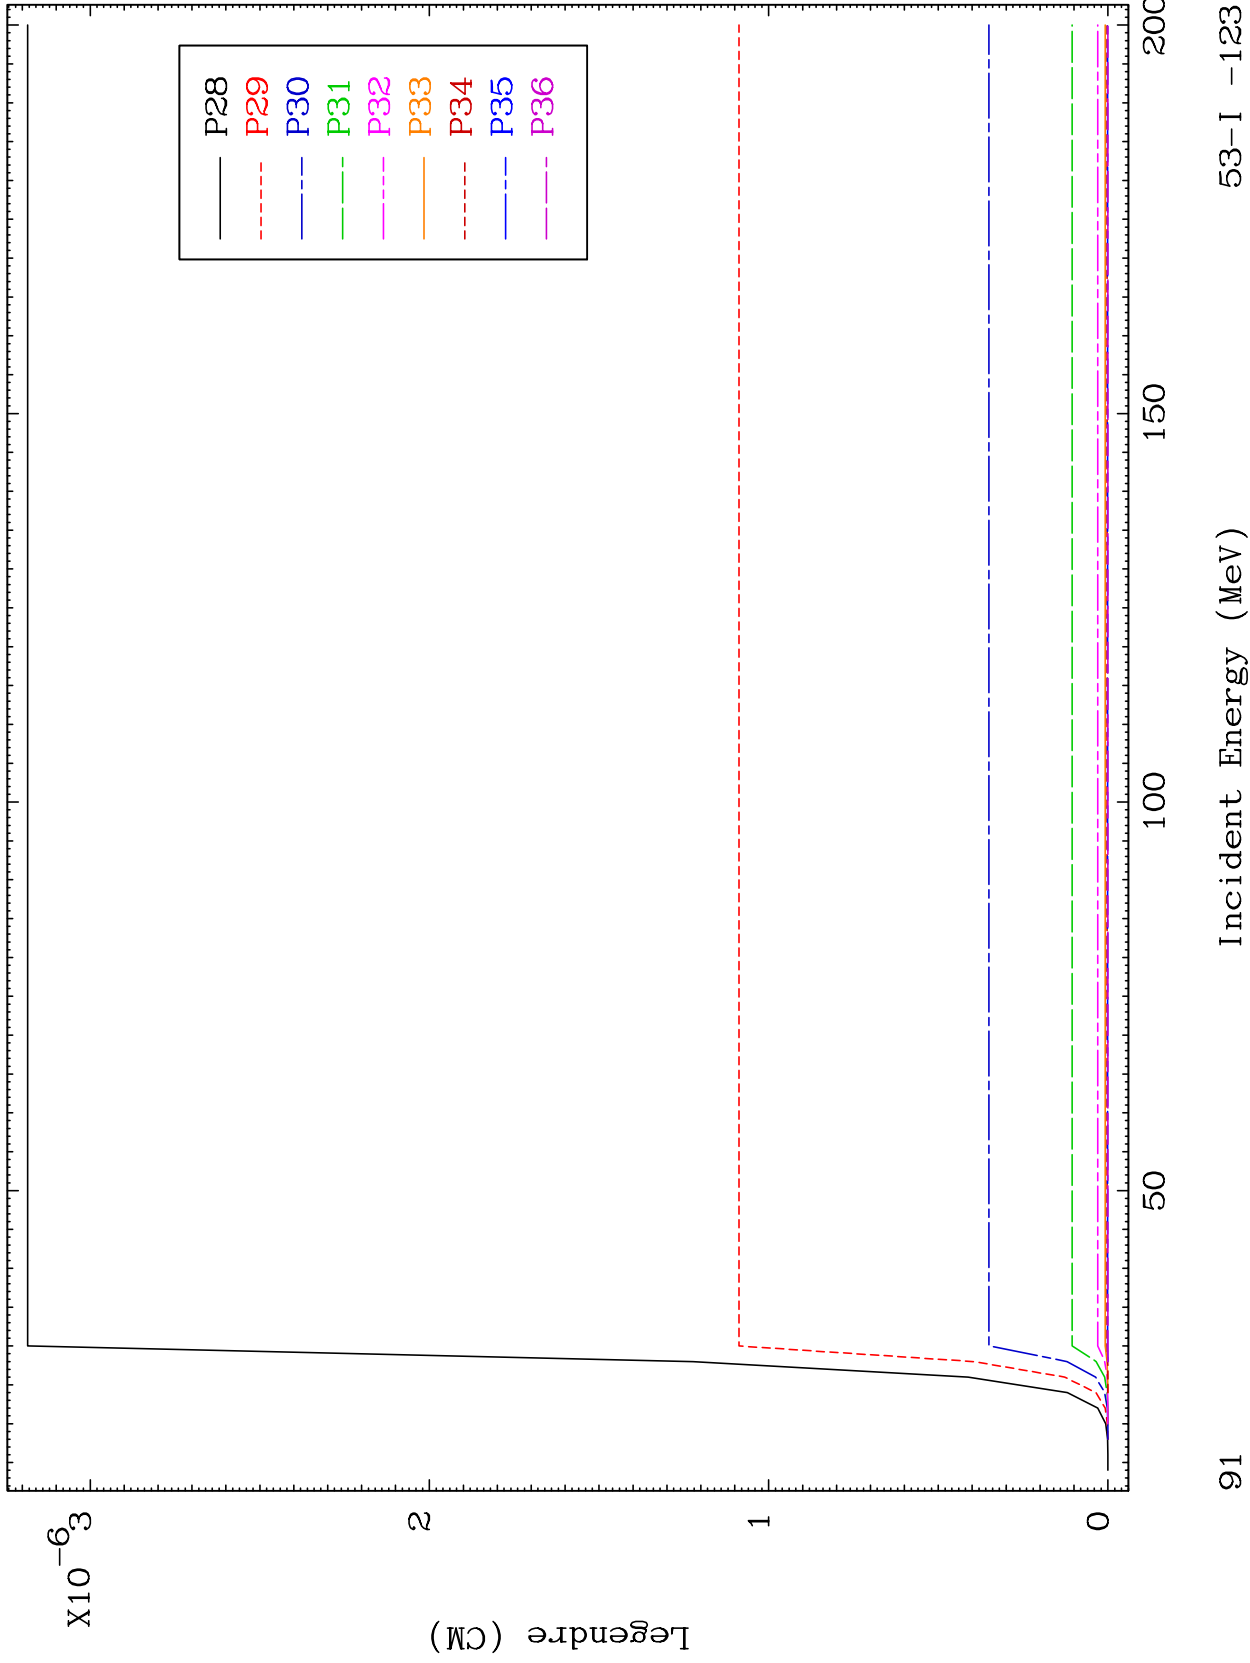 X10-6
3
2
1
0
Legendre (CM)
P28
P29
P30
P31
P32
P33
P34
P35
P36
50
100
150
200
Incident Energy (MeV)
91
53-I -123